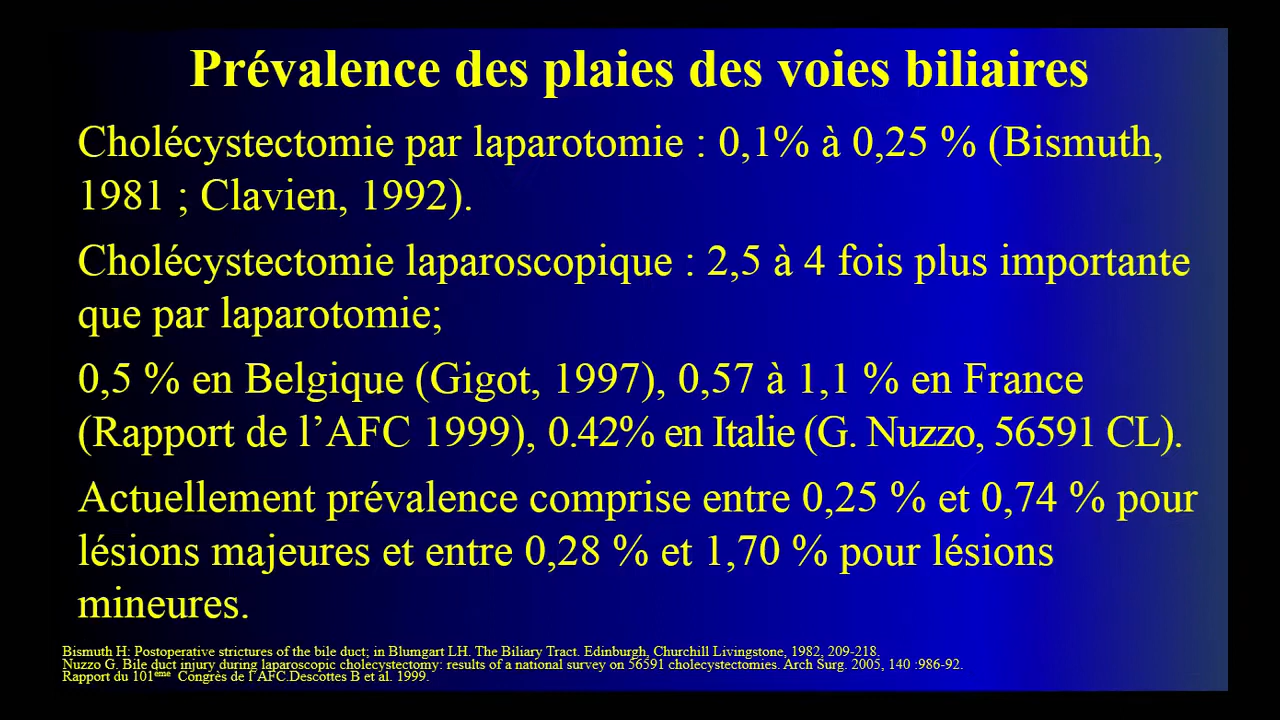 Prévalence des plaies des voies biliaires
Cholécystectomie par laparotomie : 0,1% à 0,25 % (Bismuth,
1981 ; Clavien, 1992).
Cholécystectomie laparoscopique : 2,5 à 4 fois plus importante
que par laparotomie;
0,5 % en Belgique (Gigot, 1997), 0,57 à 1,1 % en France
(Rapport de l’AFC 1999), 0.42% en Italie (G. Nuzzo, 56591 CL).
Actuellement prévalence comprise entre 0,25 % et 0,74 % pour
lésions majeures et entre 0,28 % et 1,70 % pour lésions
mineures.
Bismuth H: Postoperative strictures of the bile duct; in Blumgart LH. The Biliary Tract. Edinburgh, Churchill Livingstone, 1982, 209-218.
Nuzzo G. Bile duct injury during laparoscopic cholecystectomy: results of a national survey on 56591 cholecystectomies. Arch Surg. 2005, 140 :986-92.
Rapport du 101ème Congrès de l’AFC.Descottes B et al. 1999.